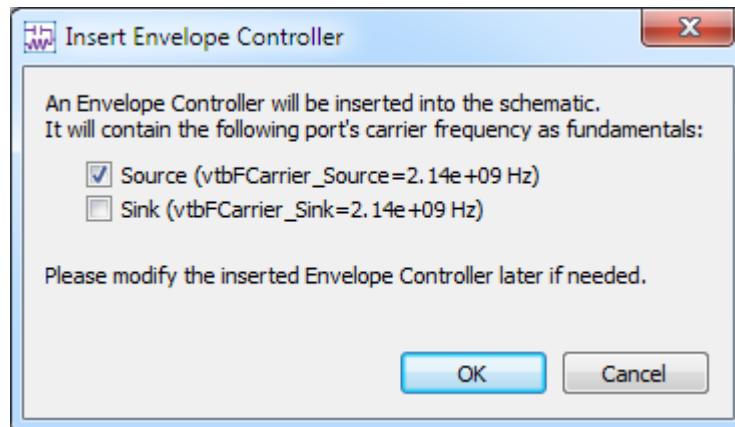 Insert Envelope Controller
An Envelope Controller will be inserted into the schematic.
It will contain the following port's carrier frequency as fundamentals:
Source (vtbFCarrier_Source=2.14e+09 Hz)
Sink (vtbFCarrier_Sink=2.14e+09 Hz)
Please modify the inserted Envelope Controller later if needed.
OK Cancel